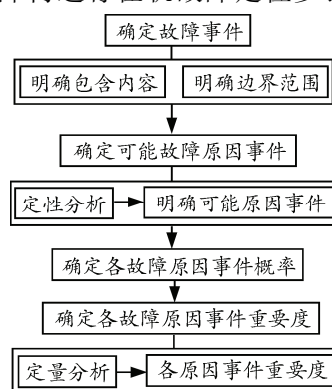 确定故障事件
明确包含内容 明确边界范围
确定可能故障原因事件
定性分析 明确可能原因事件
确定各故障原因事件概率
确定各故障原因事件重要度
定量分析 各原因事件重要度